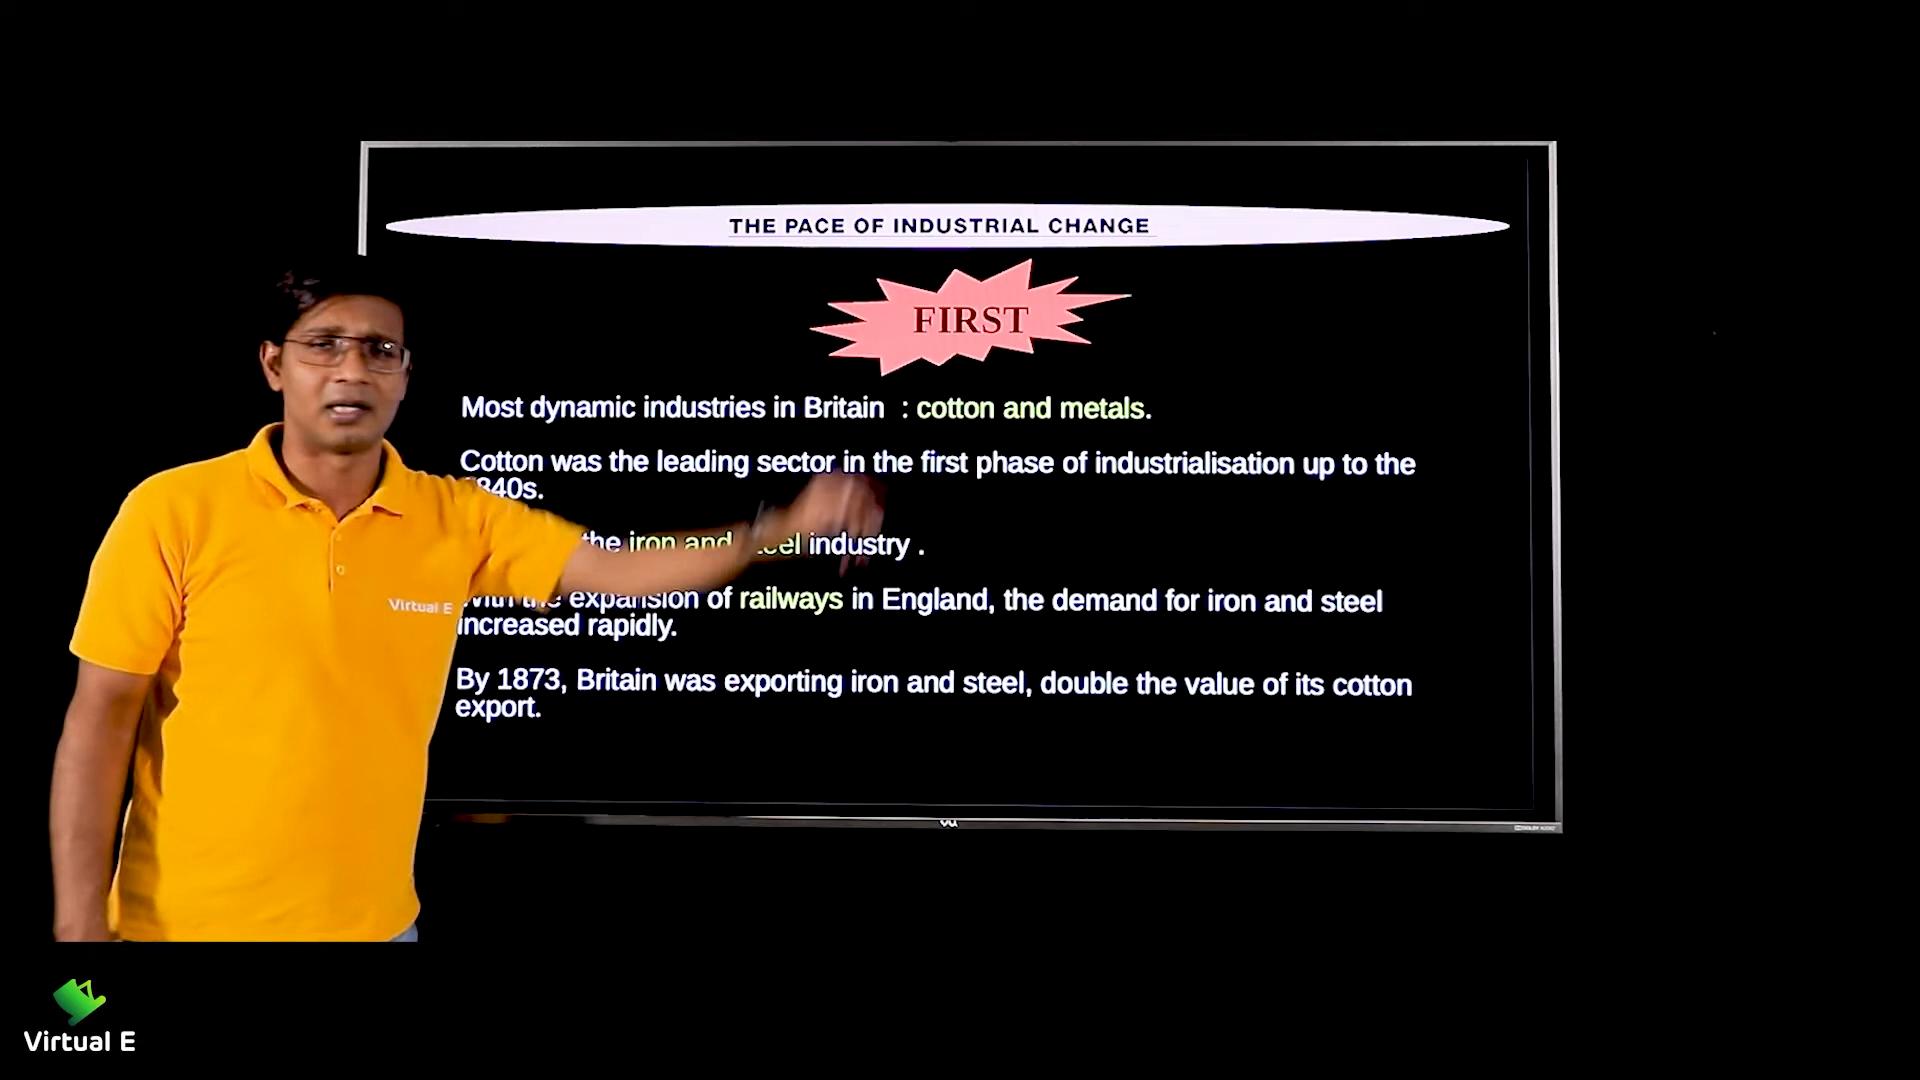 THE PACE OF INDUSTRIAL CHANGE
FIRST
Most dynamic industries in Britain : cotton and metals.
Cotton was the leading sector in the first phase of industrialisation up to the
840s.
the iron and industry .
With the expansion of railways in England, the demand for iron and steel
increased rapidly.
By 1873, Britain was exporting iron and steel, double the value of its cotton
export.
Virtual E
Virtual E